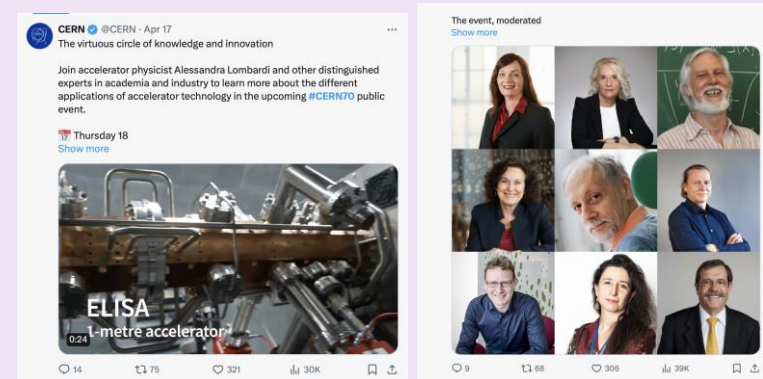 CERN @CERN · Apr 17
The virtuous circle of knowledge and innovation
Join accelerator physicist Alessandra Lombardi and other distinguished
experts in academia and industry to learn more about the different
applications of accelerator technology in the upcoming #CERN70 public
event.
Thursday 18
Show more
ELISA
1-metre accelerator
0:24
14 75 321 30K
The event, moderated
Show more
9 68 306 39K